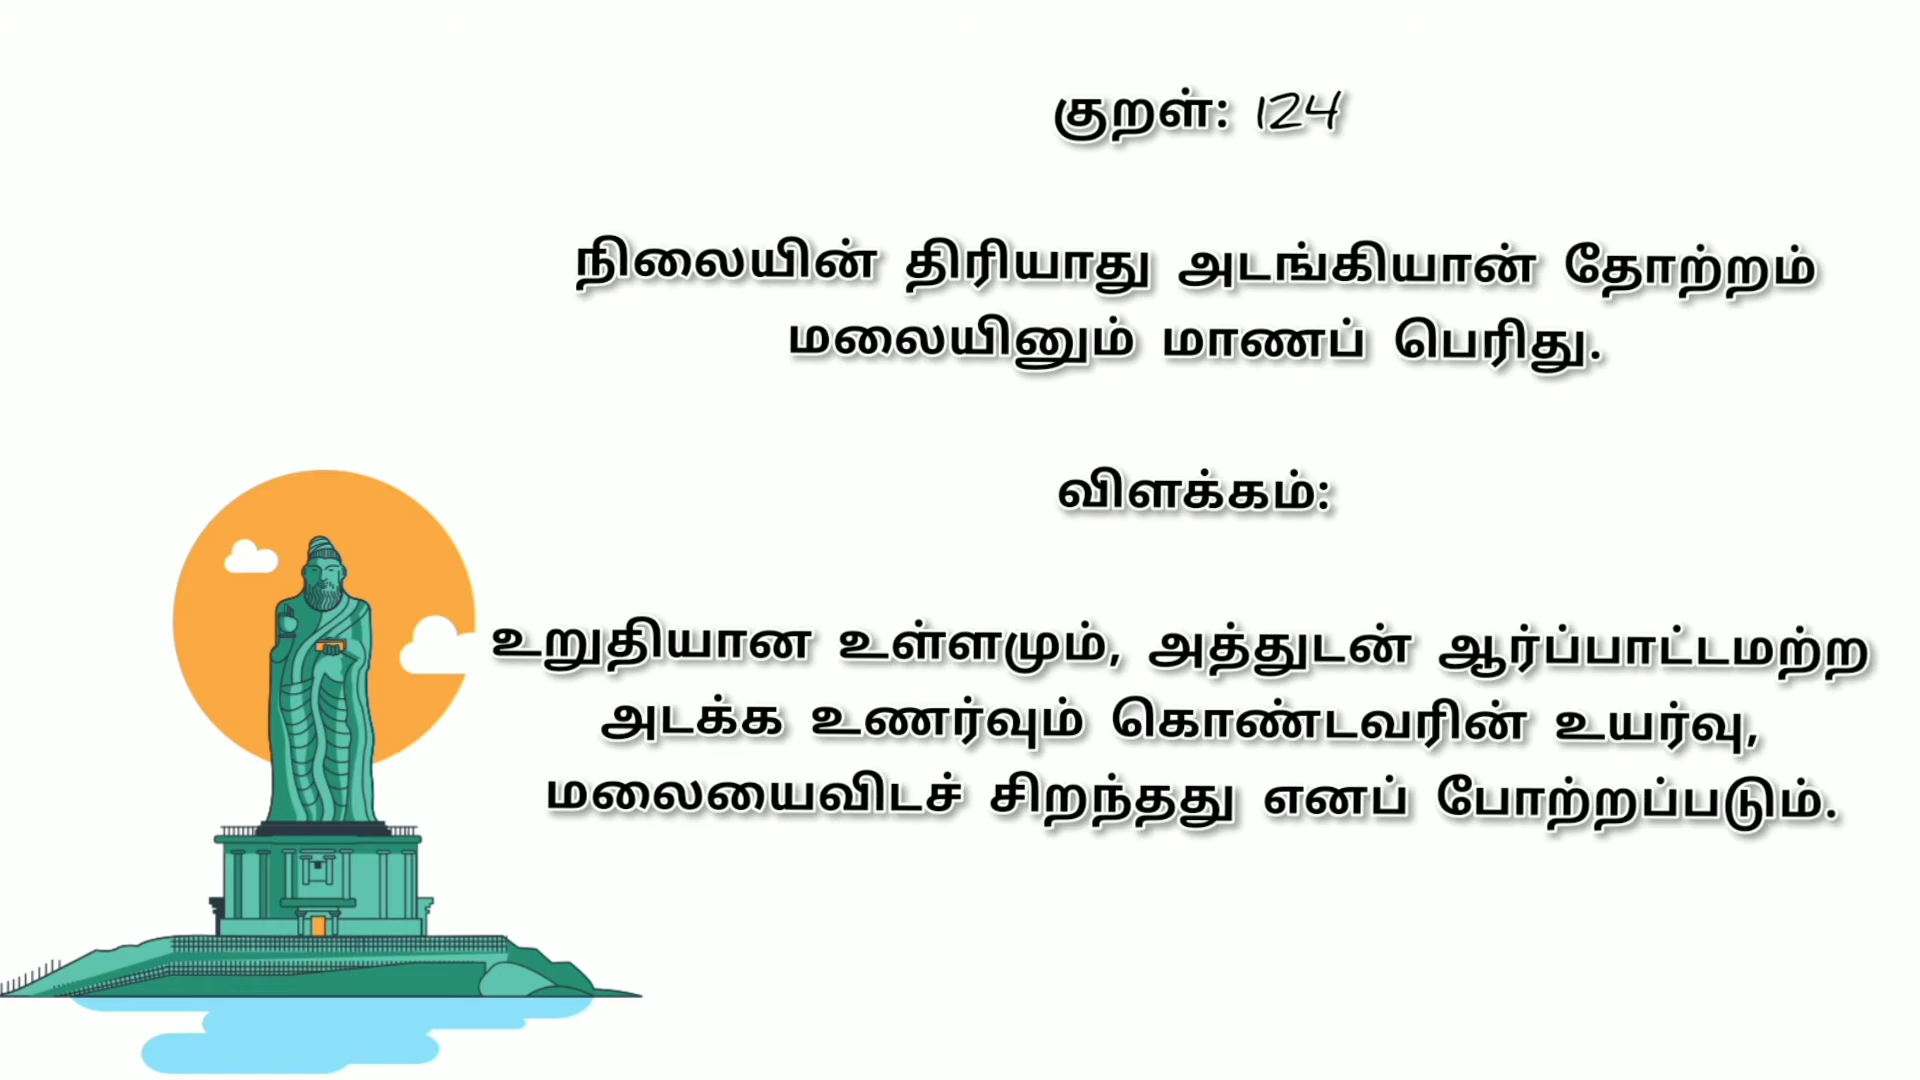 குறள்: 124
நிலையின் திரியாது அடங்கியான் தோற்றம்
மலையினும் மாணப் பெரிது.
விளக்கம்:
உறுதியான உள்ளமும், அத்துடன் ஆர்ப்பாட்டமற்ற
அடக்க உணர்வும் கொண்டவரின் உயர்வு,
மலையைவிடச் சிறந்தது எனப் போற்றப்படும்.